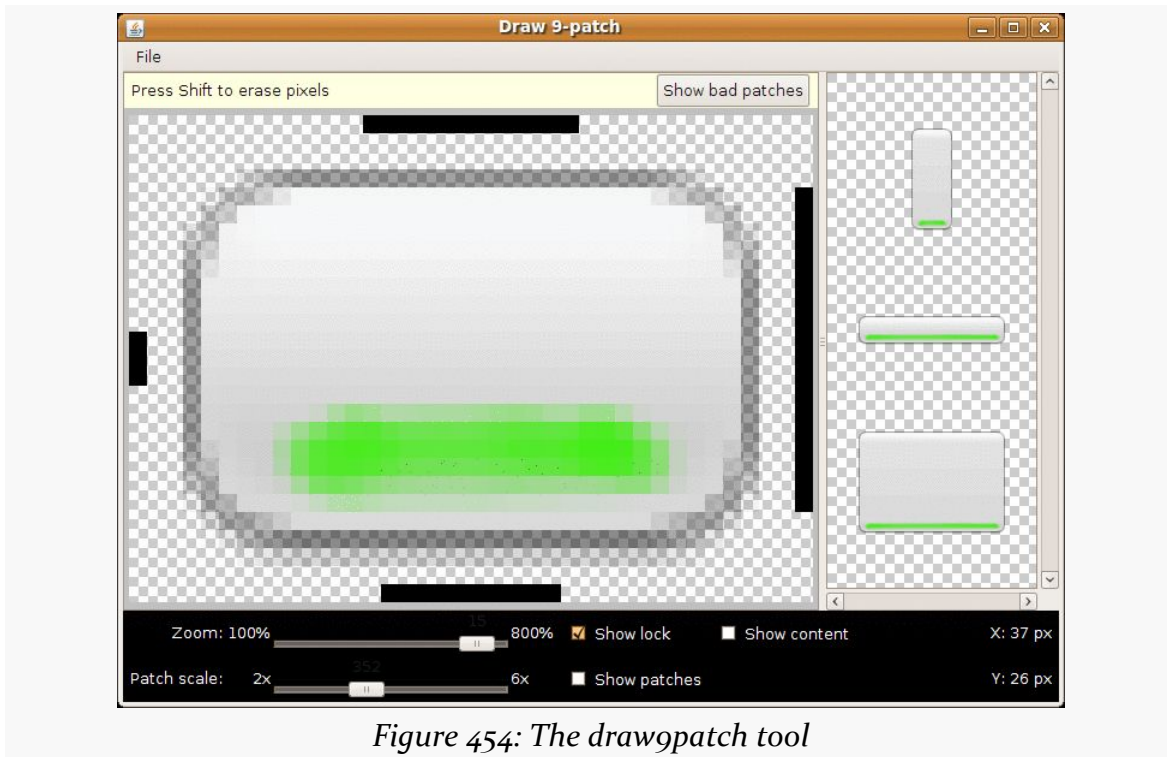 Draw 9-patch
File
Press Shift to erase pixels
Show bad patches
15
Zoom: 100% 800% Show lock Show content X: 37 px
352
Patch scale: 2x 6x Show patches Y: 26 px
Figure 454: The draw9patch tool